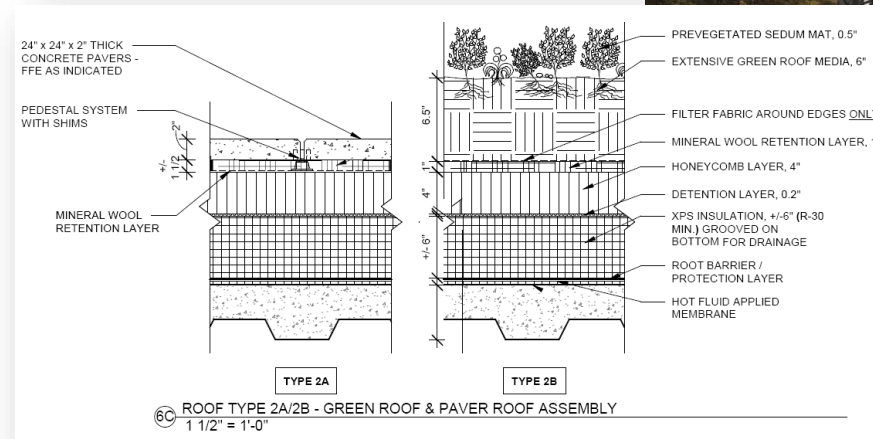 24" x 24" x 2" THICK
CONCRETE PAVERS -
FFE AS INDICATED
PEDESTAL SYSTEM
WITH SHIMS
2"
+/-
1 1/2
MINERAL WOOL
RETENTION LAYER
6.5"
1"
4"
+/- 6"
PREVEGETATED SEDUM MAT, 0.5"
EXTENSIVE GREEN ROOF MEDIA, 6"
FILTER FABRIC AROUND EDGES ONLY
MINERAL WOOL RETENTION LAYER, 1
HONEYCOMB LAYER, 4"
DETENTION LAYER, 0.2"
XPS INSULATION, +/-6" (R-30
MIN.) GROOVED ON
BOTTOM FOR DRAINAGE
ROOT BARRIER /
PROTECTION LAYER
HOT FLUID APPLIED
MEMBRANE
TYPE 2A
TYPE 2B
6C ROOF TYPE 2A/2B - GREEN ROOF & PAVER ROOF ASSEMBLY
1 1/2" = 1'-0"